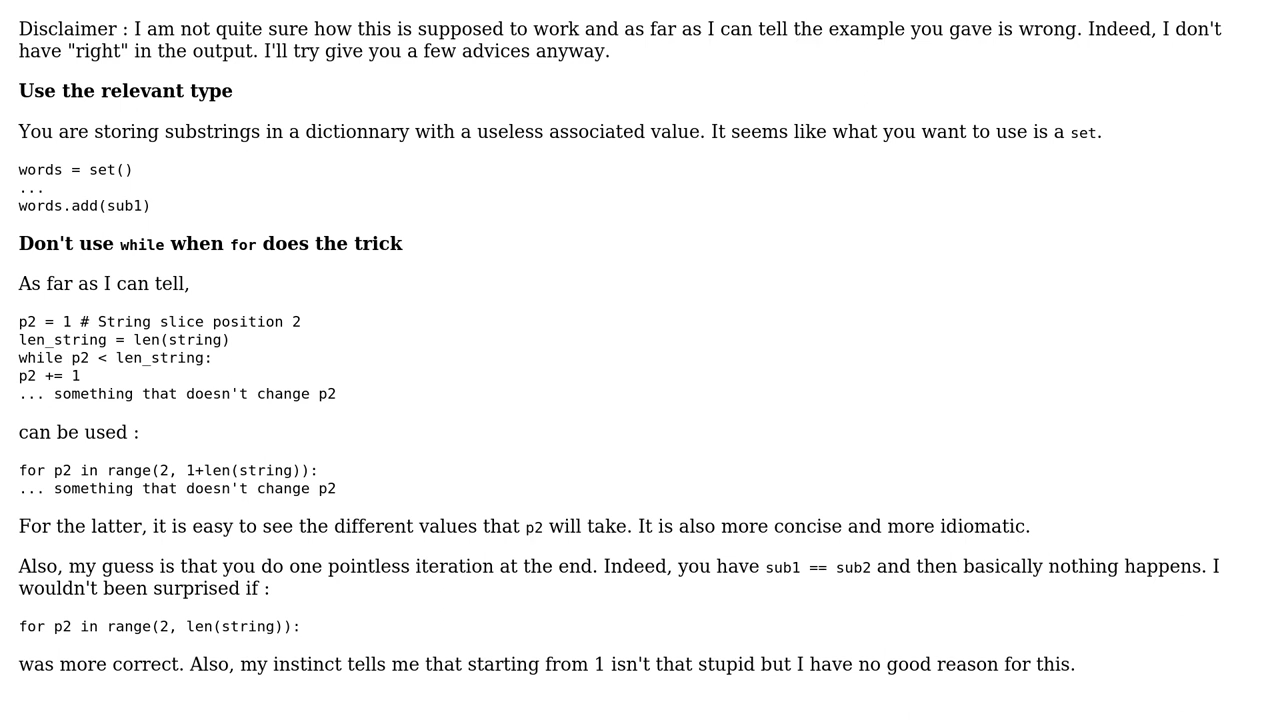 Disclaimer : I am not quite sure how this is supposed to work and as far as I can tell the example you gave is wrong. Indeed, I don't
have "right" in the output. I'll try give you a few advices anyway.
Use the relevant type
You are storing substrings in a dictionnary with a useless associated value. It seems like what you want to use is a set.
words = set()
...
words.add(sub1)
Don't use while when for does the trick
As far as I can tell,
p2 = 1 # String slice position 2
len_string = len(string)
while p2 < len_string:
p2 += 1
... something that doesn't change p2
can be used :
for p2 in range(2, 1+len(string)):
... something that doesn't change p2
For the latter, it is easy to see the different values that p2 will take. It is also more concise and more idiomatic.
Also, my guess is that you do one pointless iteration at the end. Indeed, you have sub1 == sub2 and then basically nothing happens. I
wouldn't been surprised if :
for p2 in range(2, len(string)):
was more correct. Also, my instinct tells me that starting from 1 isn't that stupid but I have no good reason for this.